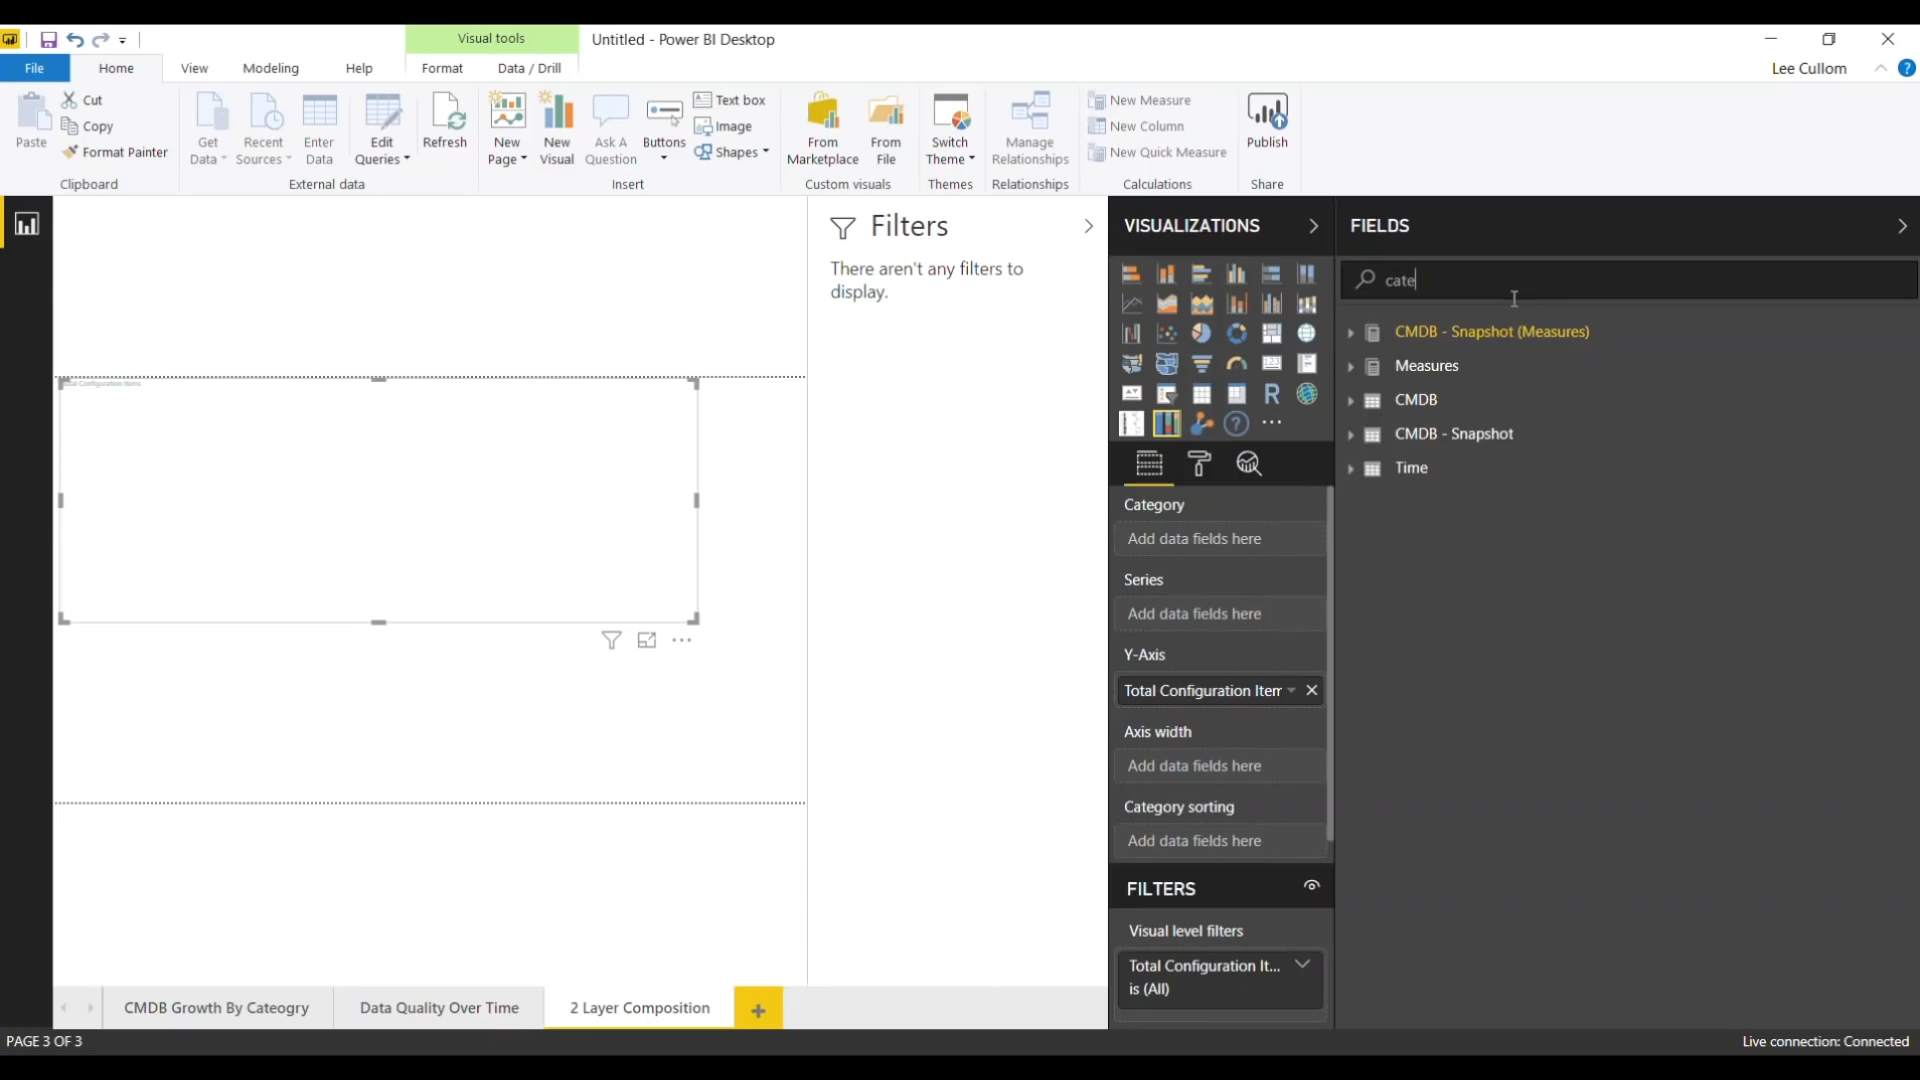 Visual tools
Untitled - Power BI Desktop
File
Home
View
Modeling
Help
Format
Data / Drill
Lee Cullom
?
Paste
Cut
Copy
Format Painter
Clipboard
Get
Data
Recent
Sources
Enter
Data
Edit
Queries
Refresh
External data
New
Page
New
Visual
Ask A
Question
Buttons
Text box
Image
Shapes
Insert
From
Marketplace
From
File
Custom visuals
Switch
Theme
Themes
Manage
Relationships
Relationships
New Measure
New Column
New Quick Measure
Calculations
Publish
Share
Total Configuration Items
Filters
There aren't any filters to
display.
VISUALIZATIONS
123
R
?
Category
Add data fields here
Series
Add data fields here
Y-Axis
Total Configuration Iter
Axis width
Add data fields here
Category sorting
Add data fields here
FILTERS
Visual level filters
Total Configuration It...
is (All)
FIELDS
cate
CMDB - Snapshot (Measures)
Measures
CMDB
CMDB - Snapshot
Time
CMDB Growth By Cateogry
Data Quality Over Time
2 Layer Composition
+
PAGE 3 OF 3
Live connection: Connected